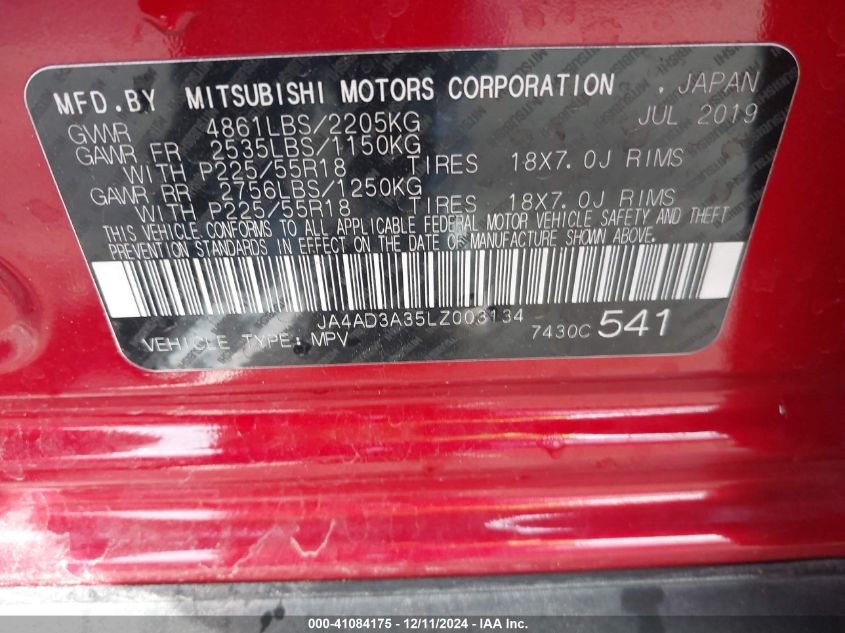 MFD.BY MITSUBISHI MOTORS CORPORATION . JAPAN
GVWR 4861LBS/2205KG JUL 2019
GAWR FR 2535LBS/1150KG
WITH P225/55R18 TIRES 18X7.0J RIMS
GAWR RR 2756LBS/1250KG
WITH P225/55R18 TIRES 18X7.0J RIMS
THIS VEHICLE CONFORMS TO ALL APPLICABLE FEDERAL MOTOR VEHICLE SAFETY AND THEFT
PREVENTION STANDARDS IN EFFECT ON THE DATE OF MANUFACTURE SHOWN ABOVE.
JA4AD3A35LZ003134
VEHICLE TYPE: MPV 7430C 541
000-41084175 - 12/11/2024 - IAA Inc.